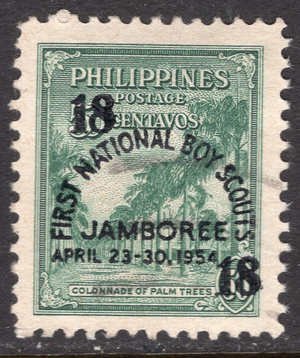 PHILIPPINES
POSTAGE
18 CENTAVOS
FIRST NATIONAL BOY SCOUTS
JAMBOREE
APRIL 23-30, 1954
18
COLONNADE OF PALM TREES